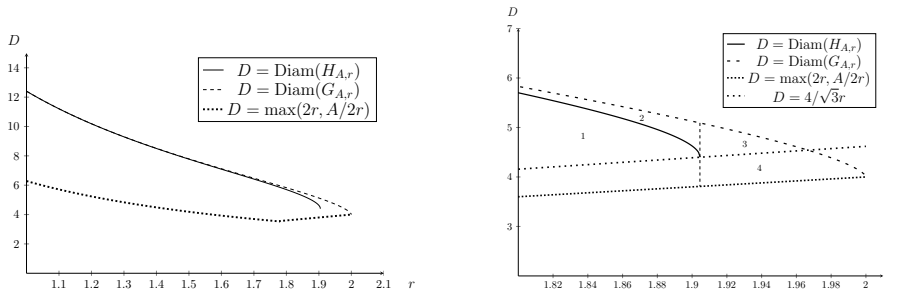 D
14
12
10
8
6
4
2
1.1 1.2 1.3 1.4 1.5 1.6 1.7 1.8 1.9 2 2.1 r
D = Diam(H_{A,r})
D = Diam(G_{A,r})
D = max(2r, A/2r)
D
7
6
5
4
3
1.82 1.84 1.86 1.88 1.9 1.92 1.94 1.96 1.98 2
D = Diam(H_{A,r})
D = Diam(G_{A,r})
D = max(2r, A/2r)
D = 4/√3r
1
2
3
4